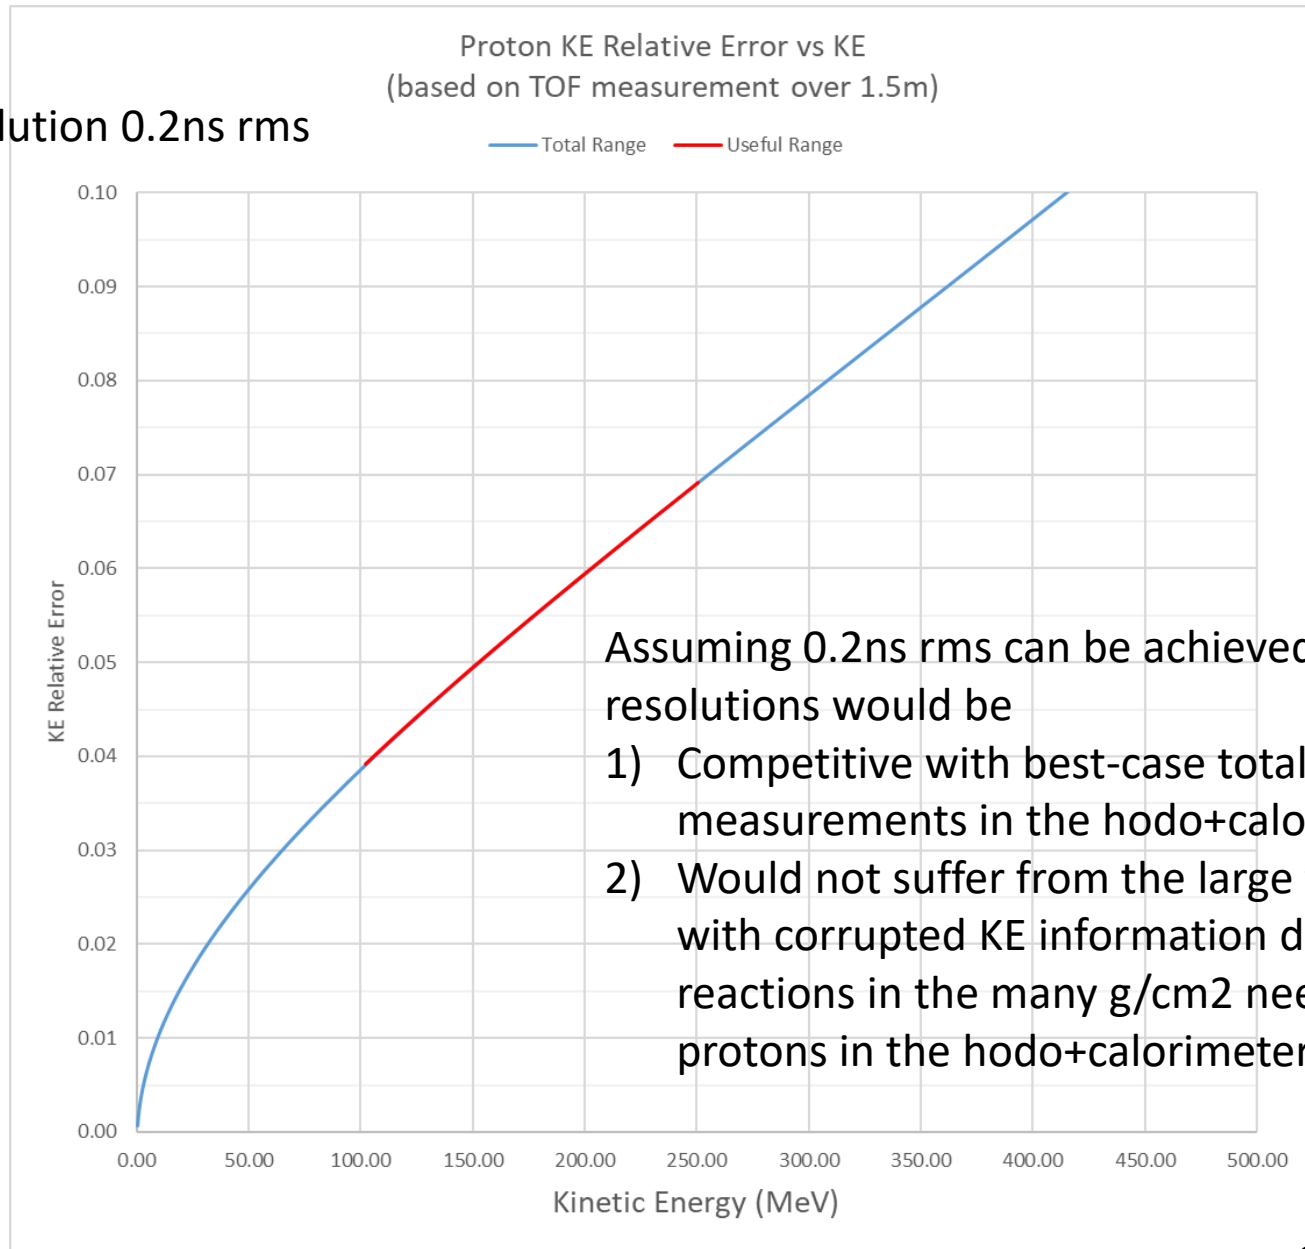 Proton KE Relative Error vs KE
(based on TOF measurement over 1.5m)
lution 0.2ns rms
Total Range Useful Range
0.10
0.09
0.08
0.07
0.06
0.05
0.04
0.03
0.02
0.01
0.00
KE Relative Error
Assuming 0.2ns rms can be achieved
resolutions would be
1) Competitive with best-case total
measurements in the hodo+calo
2) Would not suffer from the large
with corrupted KE information d
reactions in the many g/cm2 nee
protons in the hodo+calorimeter
0.00 50.00 100.00 150.00 200.00 250.00 300.00 350.00 400.00 450.00 500.00
Kinetic Energy (MeV)